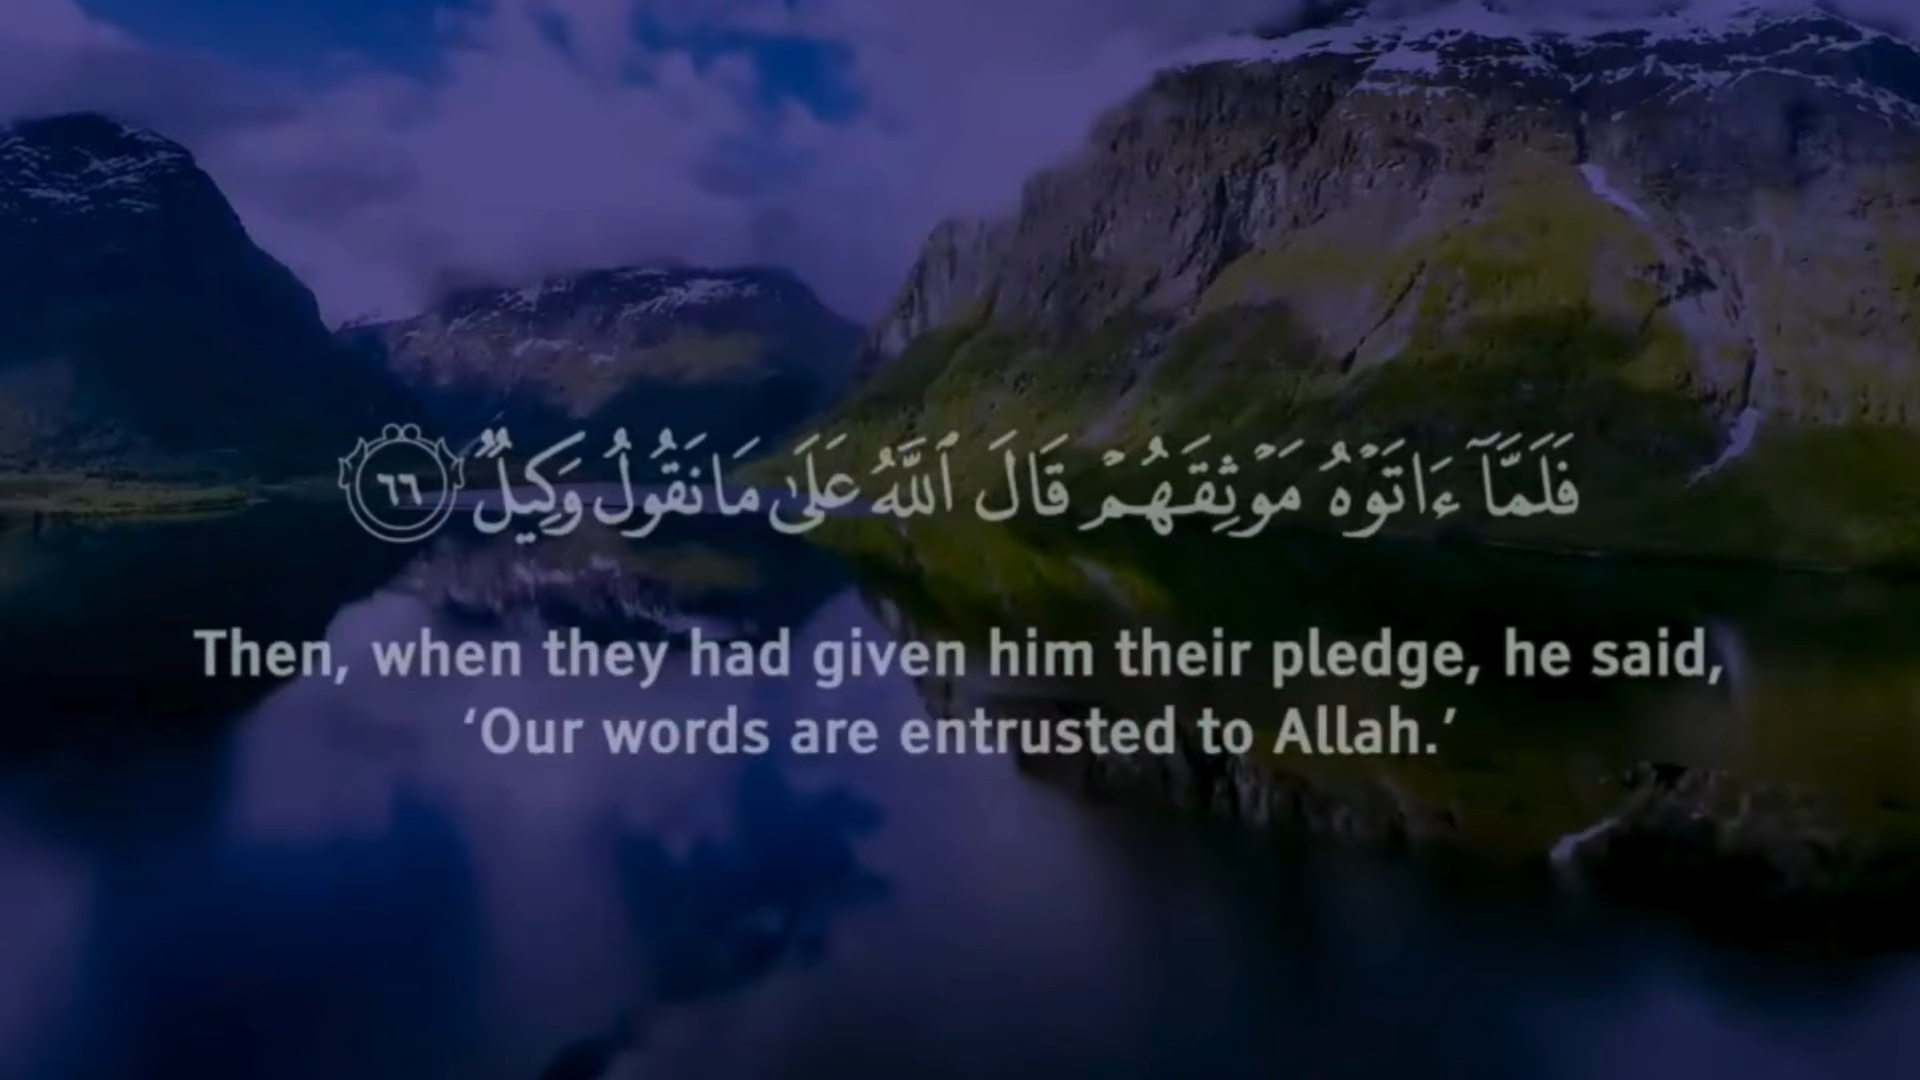 فَلَمَّآ ءَاتَوۡهُ مَوۡثِقَهُمۡ قَالَ ٱللَّهُ عَلَىٰ مَا نَقُولُ وَكِيلٞ ٦٦
Then, when they had given him their pledge, he said,
‘Our words are entrusted to Allah.’